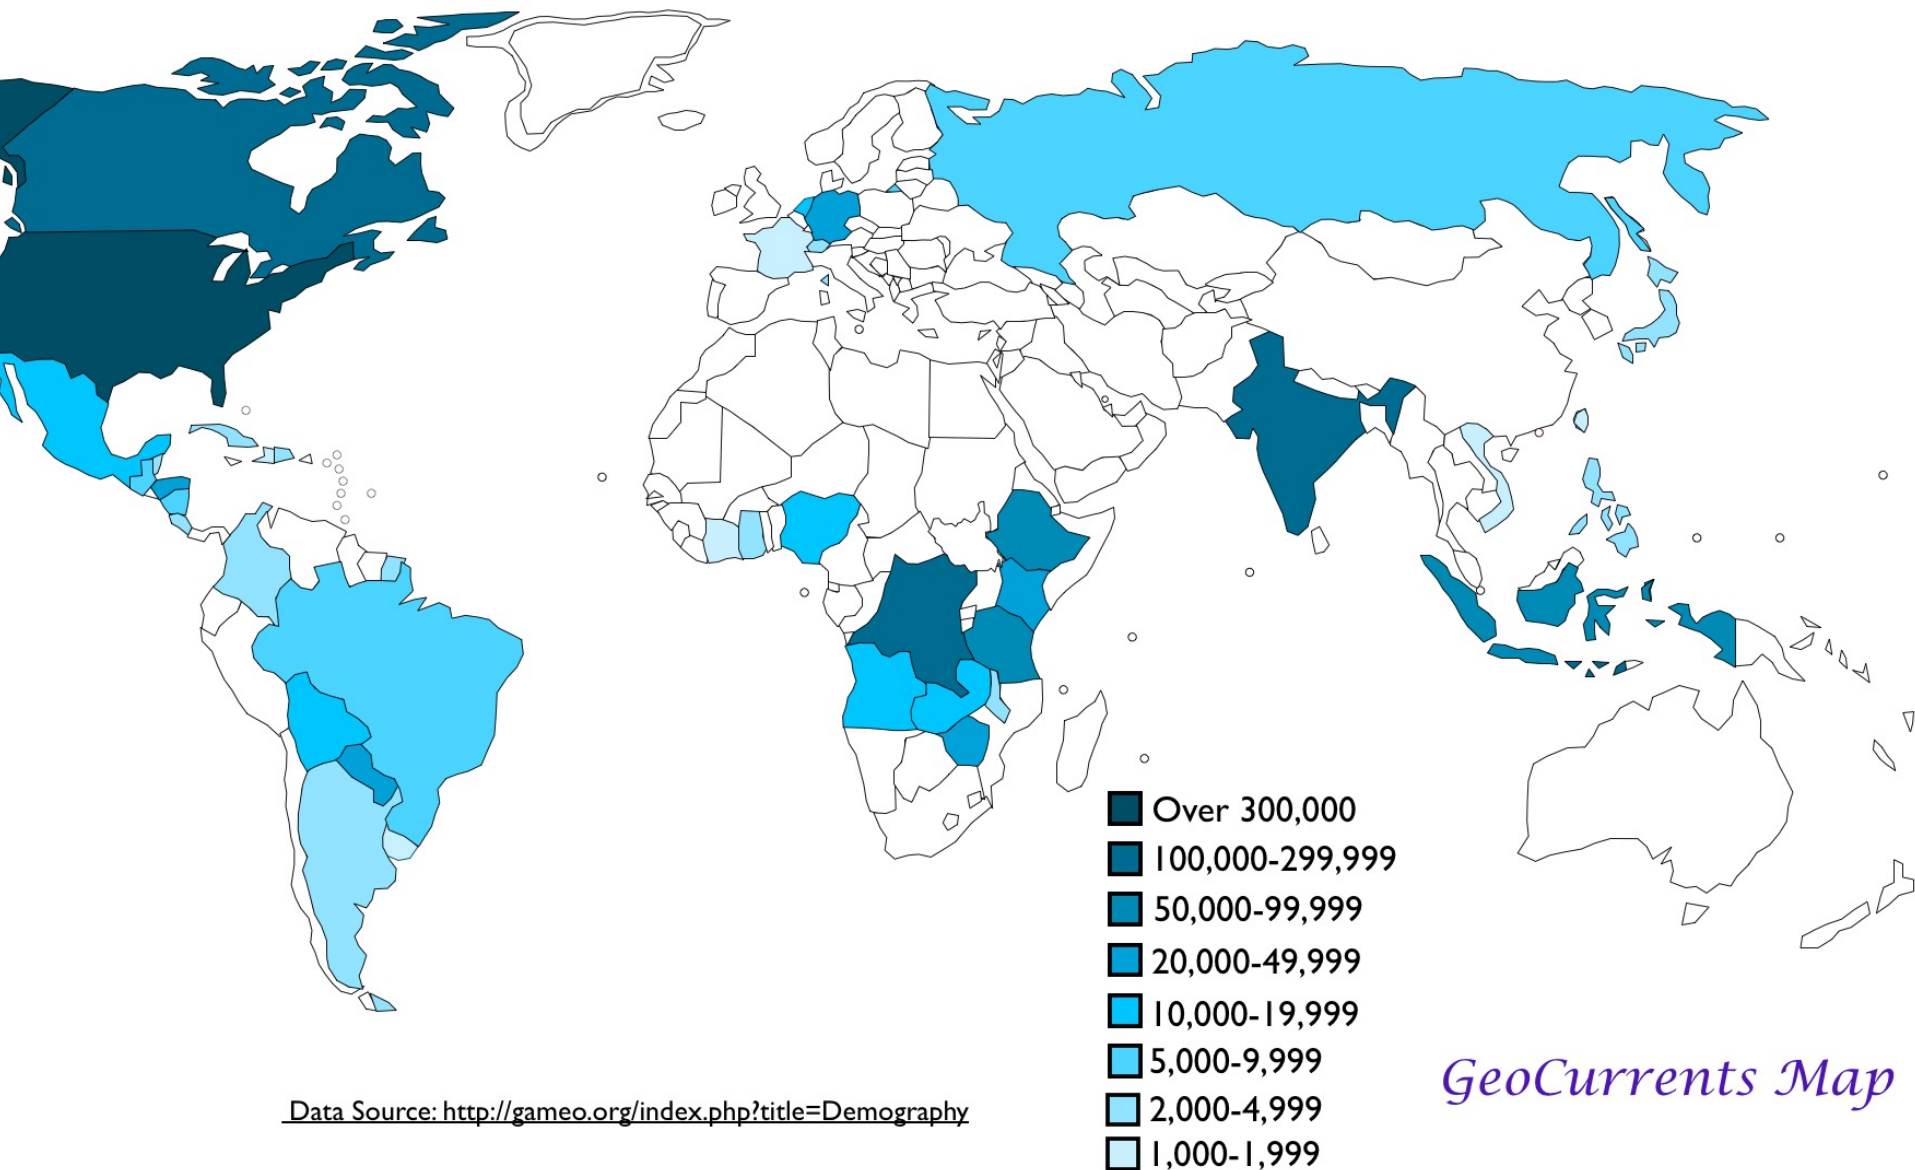 Over 300,000
100,000-299,999
50,000-99,999
20,000-49,999
10,000-19,999
5,000-9,999
2,000-4,999
1,000-1,999
Data Source: http://gameo.org/index.php?title=Demography
GeoCurrents Map